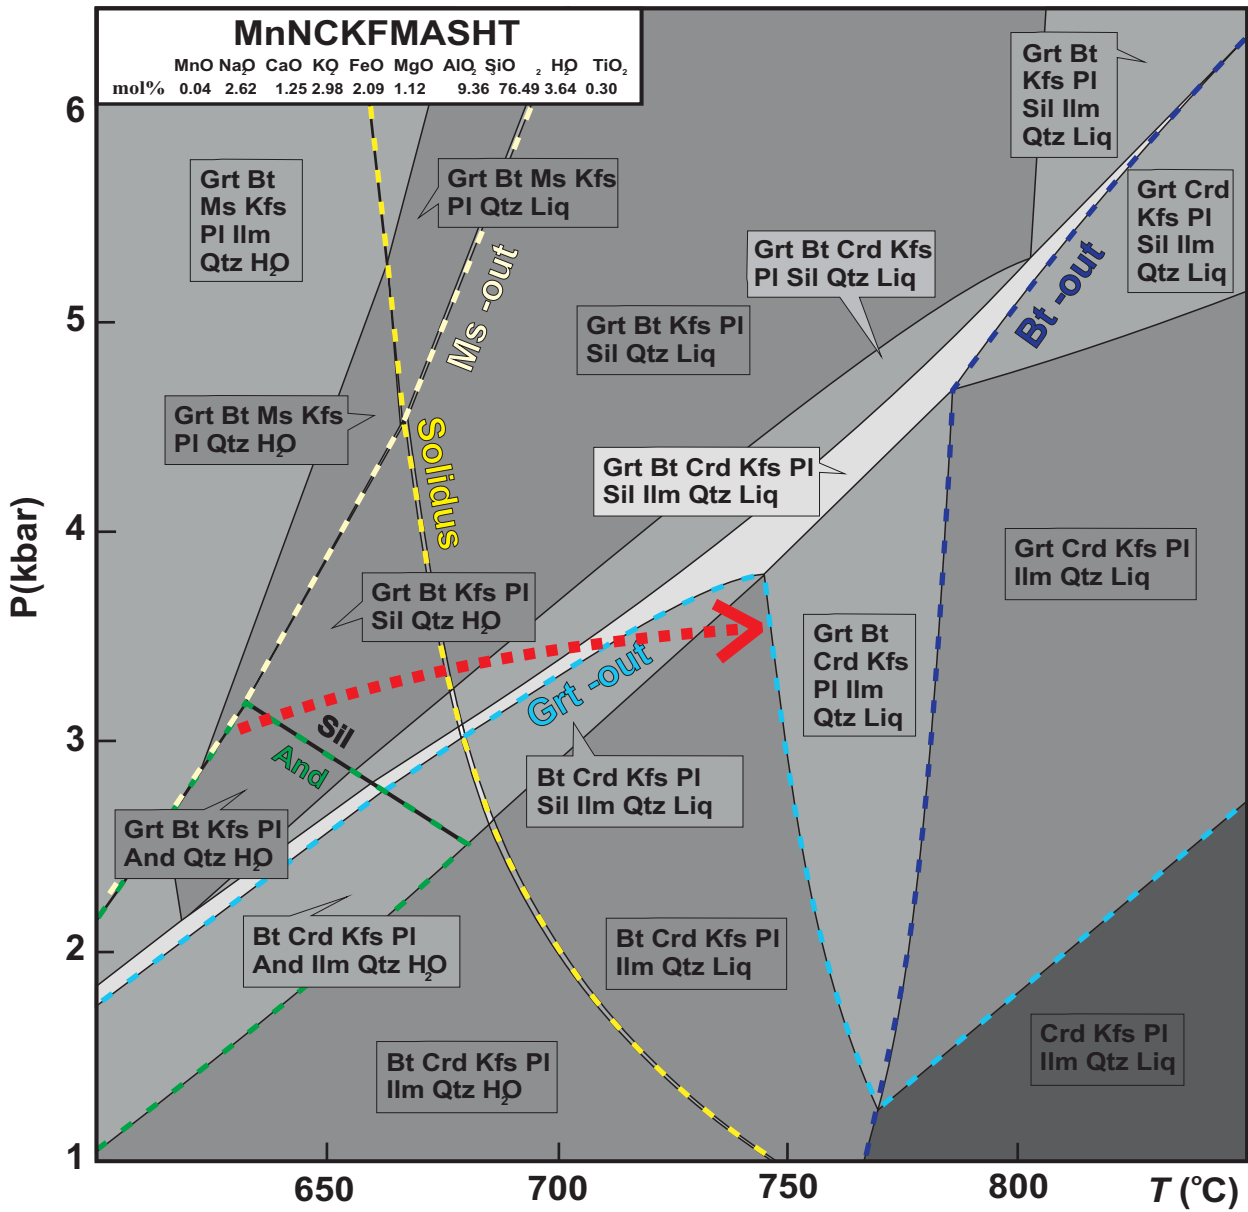 MnNCKFMASHT
MnO Na2O CaO K2O FeO MgO AlO2 SiO3 2 H2O TiO2
mol% 0.04 2.62 1.25 2.98 2.09 1.12 9.36 76.49 3.64 0.30
Grt Bt
Kfs Pl
Sil Ilm
Qtz Liq
Grt Bt
Ms Kfs
Pl Ilm
Qtz H2O
Grt Bt Ms Kfs
Pl Qtz Liq
Grt Crd
Kfs Pl
Sil Ilm
Qtz Liq
Grt Bt Crd Kfs
Pl Sil Qtz Liq
Ms -out
Bt -out
Grt Bt Kfs Pl
Sil Qtz Liq
Grt Bt Ms Kfs
Pl Qtz H2O
Solidus
Grt Bt Crd Kfs Pl
Sil Ilm Qtz Liq
Grt Crd Kfs Pl
Ilm Qtz Liq
Grt Bt Kfs Pl
Sil Qtz H2O
Grt Bt
Crd Kfs
Pl Ilm
Qtz Liq
Grt -out
Sil
And
Bt Crd Kfs Pl
Sil Ilm Qtz Liq
Grt Bt Kfs Pl
And Qtz H2O
Bt Crd Kfs Pl
And Ilm Qtz H2O
Bt Crd Kfs Pl
Ilm Qtz Liq
Bt Crd Kfs Pl
Ilm Qtz H2O
Crd Kfs Pl
Ilm Qtz Liq
P(kbar)
6
5
4
3
2
1
650
700
750
800
T (°C)